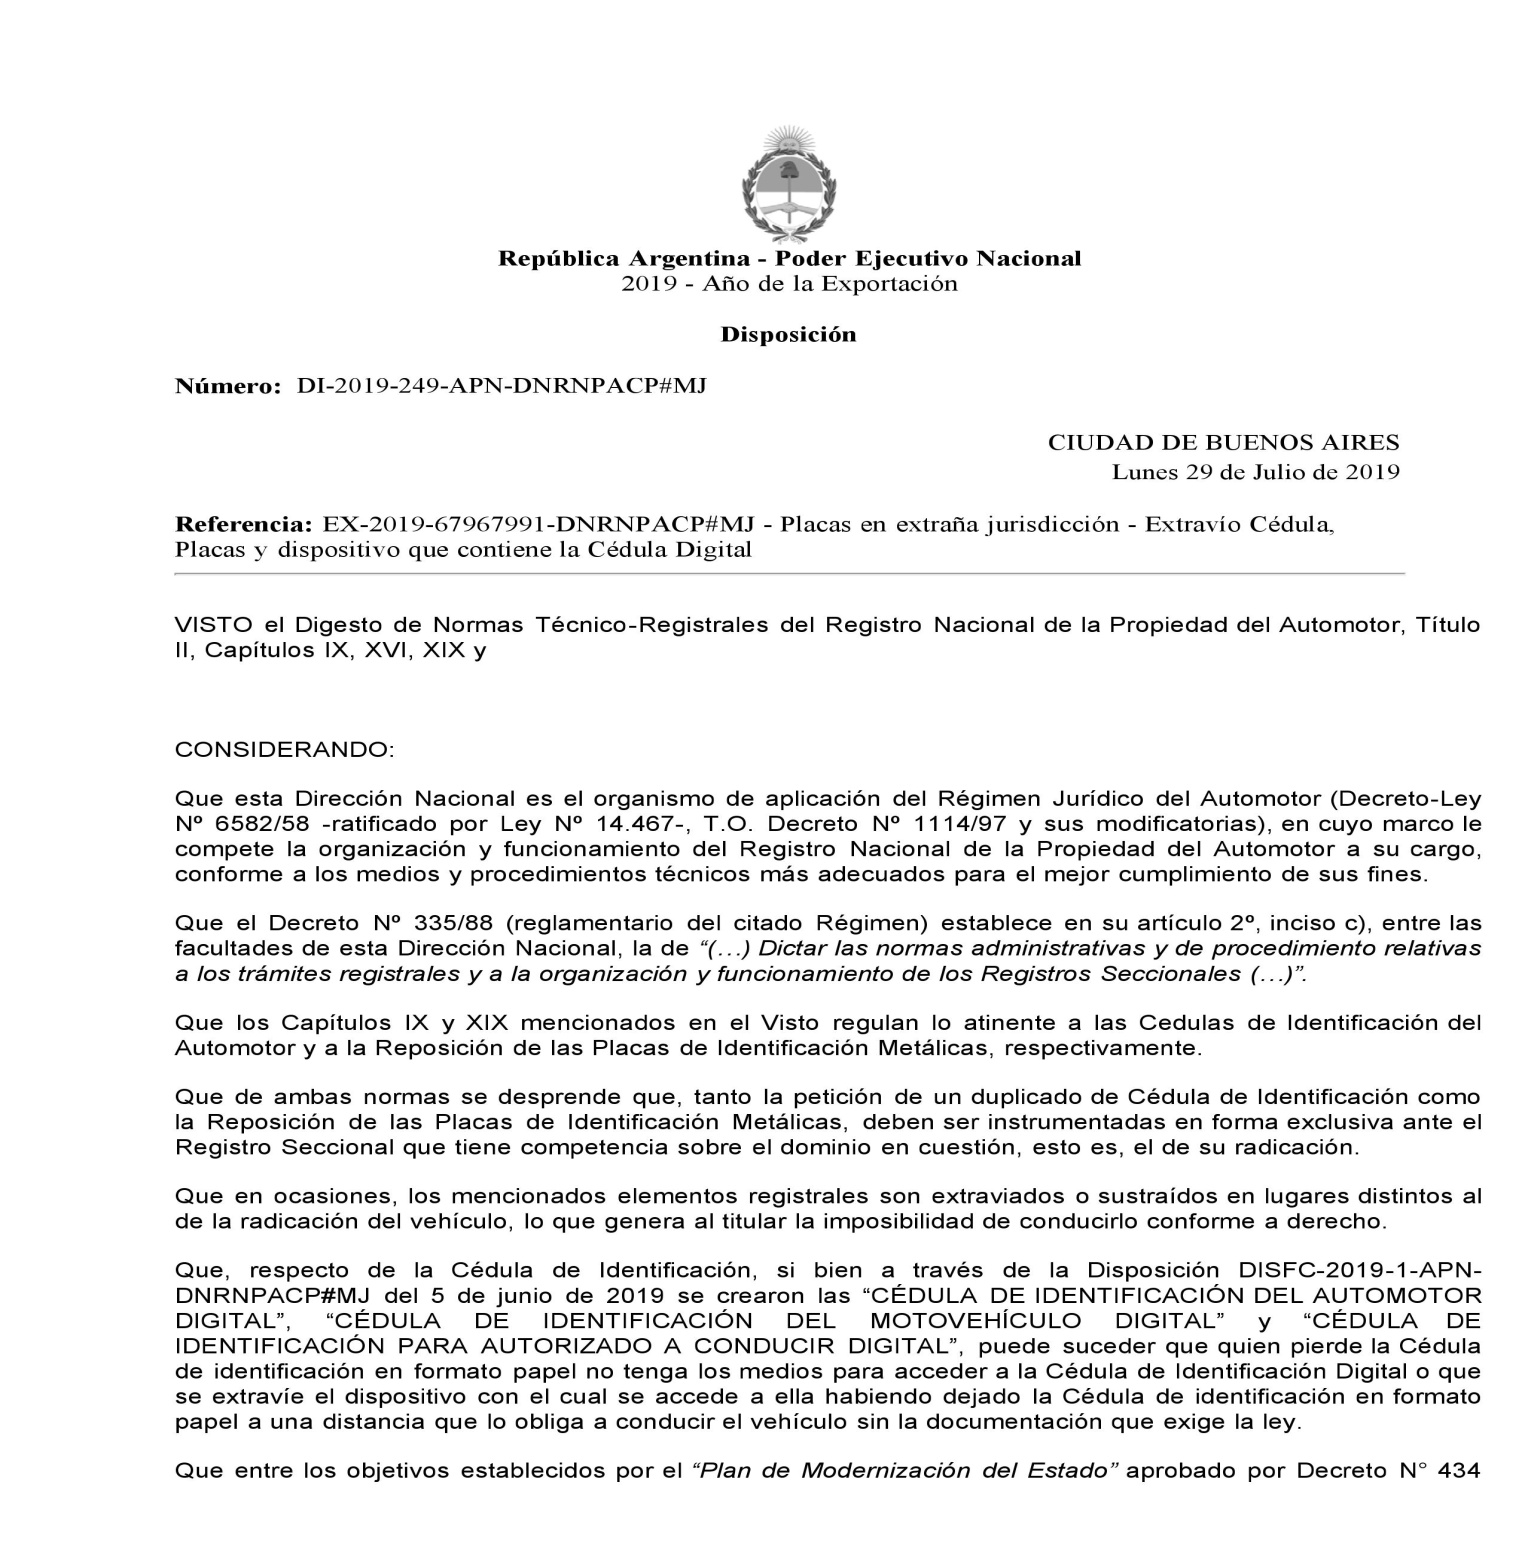 República Argentina - Poder Ejecutivo Nacional
2019 - Año de la Exportación
Disposición
Número: DI-2019-249-APN-DNRNPACP#MJ
CIUDAD DE BUENOS AIRES
Lunes 29 de Julio de 2019
Referencia: EX-2019-67967991-DNRNPACP#MJ - Placas en extraña jurisdicción - Extravío Cédula,
Placas y dispositivo que contiene la Cédula Digital
VISTO el Digesto de Normas Técnico-Registrales del Registro Nacional de la Propiedad del Automotor, Título
II, Capítulos IX, XVI, XIX y
CONSIDERANDO:
Que esta Dirección Nacional es el organismo de aplicación del Régimen Jurídico del Automotor (Decreto-Ley
Nº 6582/58 -ratificado por Ley Nº 14.467-, T.O. Decreto Nº 1114/97 y sus modificatorias), en cuyo marco le
compete la organización y funcionamiento del Registro Nacional de la Propiedad del Automotor a su cargo,
conforme a los medios y procedimientos técnicos más adecuados para el mejor cumplimiento de sus fines.
Que el Decreto Nº 335/88 (reglamentario del citado Régimen) establece en su artículo 2º, inciso c), entre las
facultades de esta Dirección Nacional, la de “(…) Dictar las normas administrativas y de procedimiento relativas
a los trámites registrales y a la organización y funcionamiento de los Registros Seccionales (…)”.
Que los Capítulos IX y XIX mencionados en el Visto regulan lo atinente a las Cedulas de Identificación del
Automotor y a la Reposición de las Placas de Identificación Metálicas, respectivamente.
Que de ambas normas se desprende que, tanto la petición de un duplicado de Cédula de Identificación como
la Reposición de las Placas de Identificación Metálicas, deben ser instrumentadas en forma exclusiva ante el
Registro Seccional que tiene competencia sobre el dominio en cuestión, esto es, el de su radicación.
Que en ocasiones, los mencionados elementos registrales son extraviados o sustraídos en lugares distintos al
de la radicación del vehículo, lo que genera al titular la imposibilidad de conducirlo conforme a derecho.
Que, respecto de la Cédula de Identificación, si bien a través de la Disposición DISFC-2019-1-APN-
DNRNPACP#MJ del 5 de junio de 2019 se crearon las “CÉDULA DE IDENTIFICACIÓN DEL AUTOMOTOR
DIGITAL”, “CÉDULA DE IDENTIFICACIÓN DEL MOTOVEHÍCULO DIGITAL” y “CÉDULA DE
IDENTIFICACIÓN PARA AUTORIZADO A CONDUCIR DIGITAL”, puede suceder que quien pierde la Cédula
de identificación en formato papel no tenga los medios para acceder a la Cédula de Identificación Digital o que
se extravíe el dispositivo con el cual se accede a ella habiendo dejado la Cédula de identificación en formato
papel a una distancia que lo obliga a conducir el vehículo sin la documentación que exige la ley.
Que entre los objetivos establecidos por el “Plan de Modernización del Estado” aprobado por Decreto N° 434